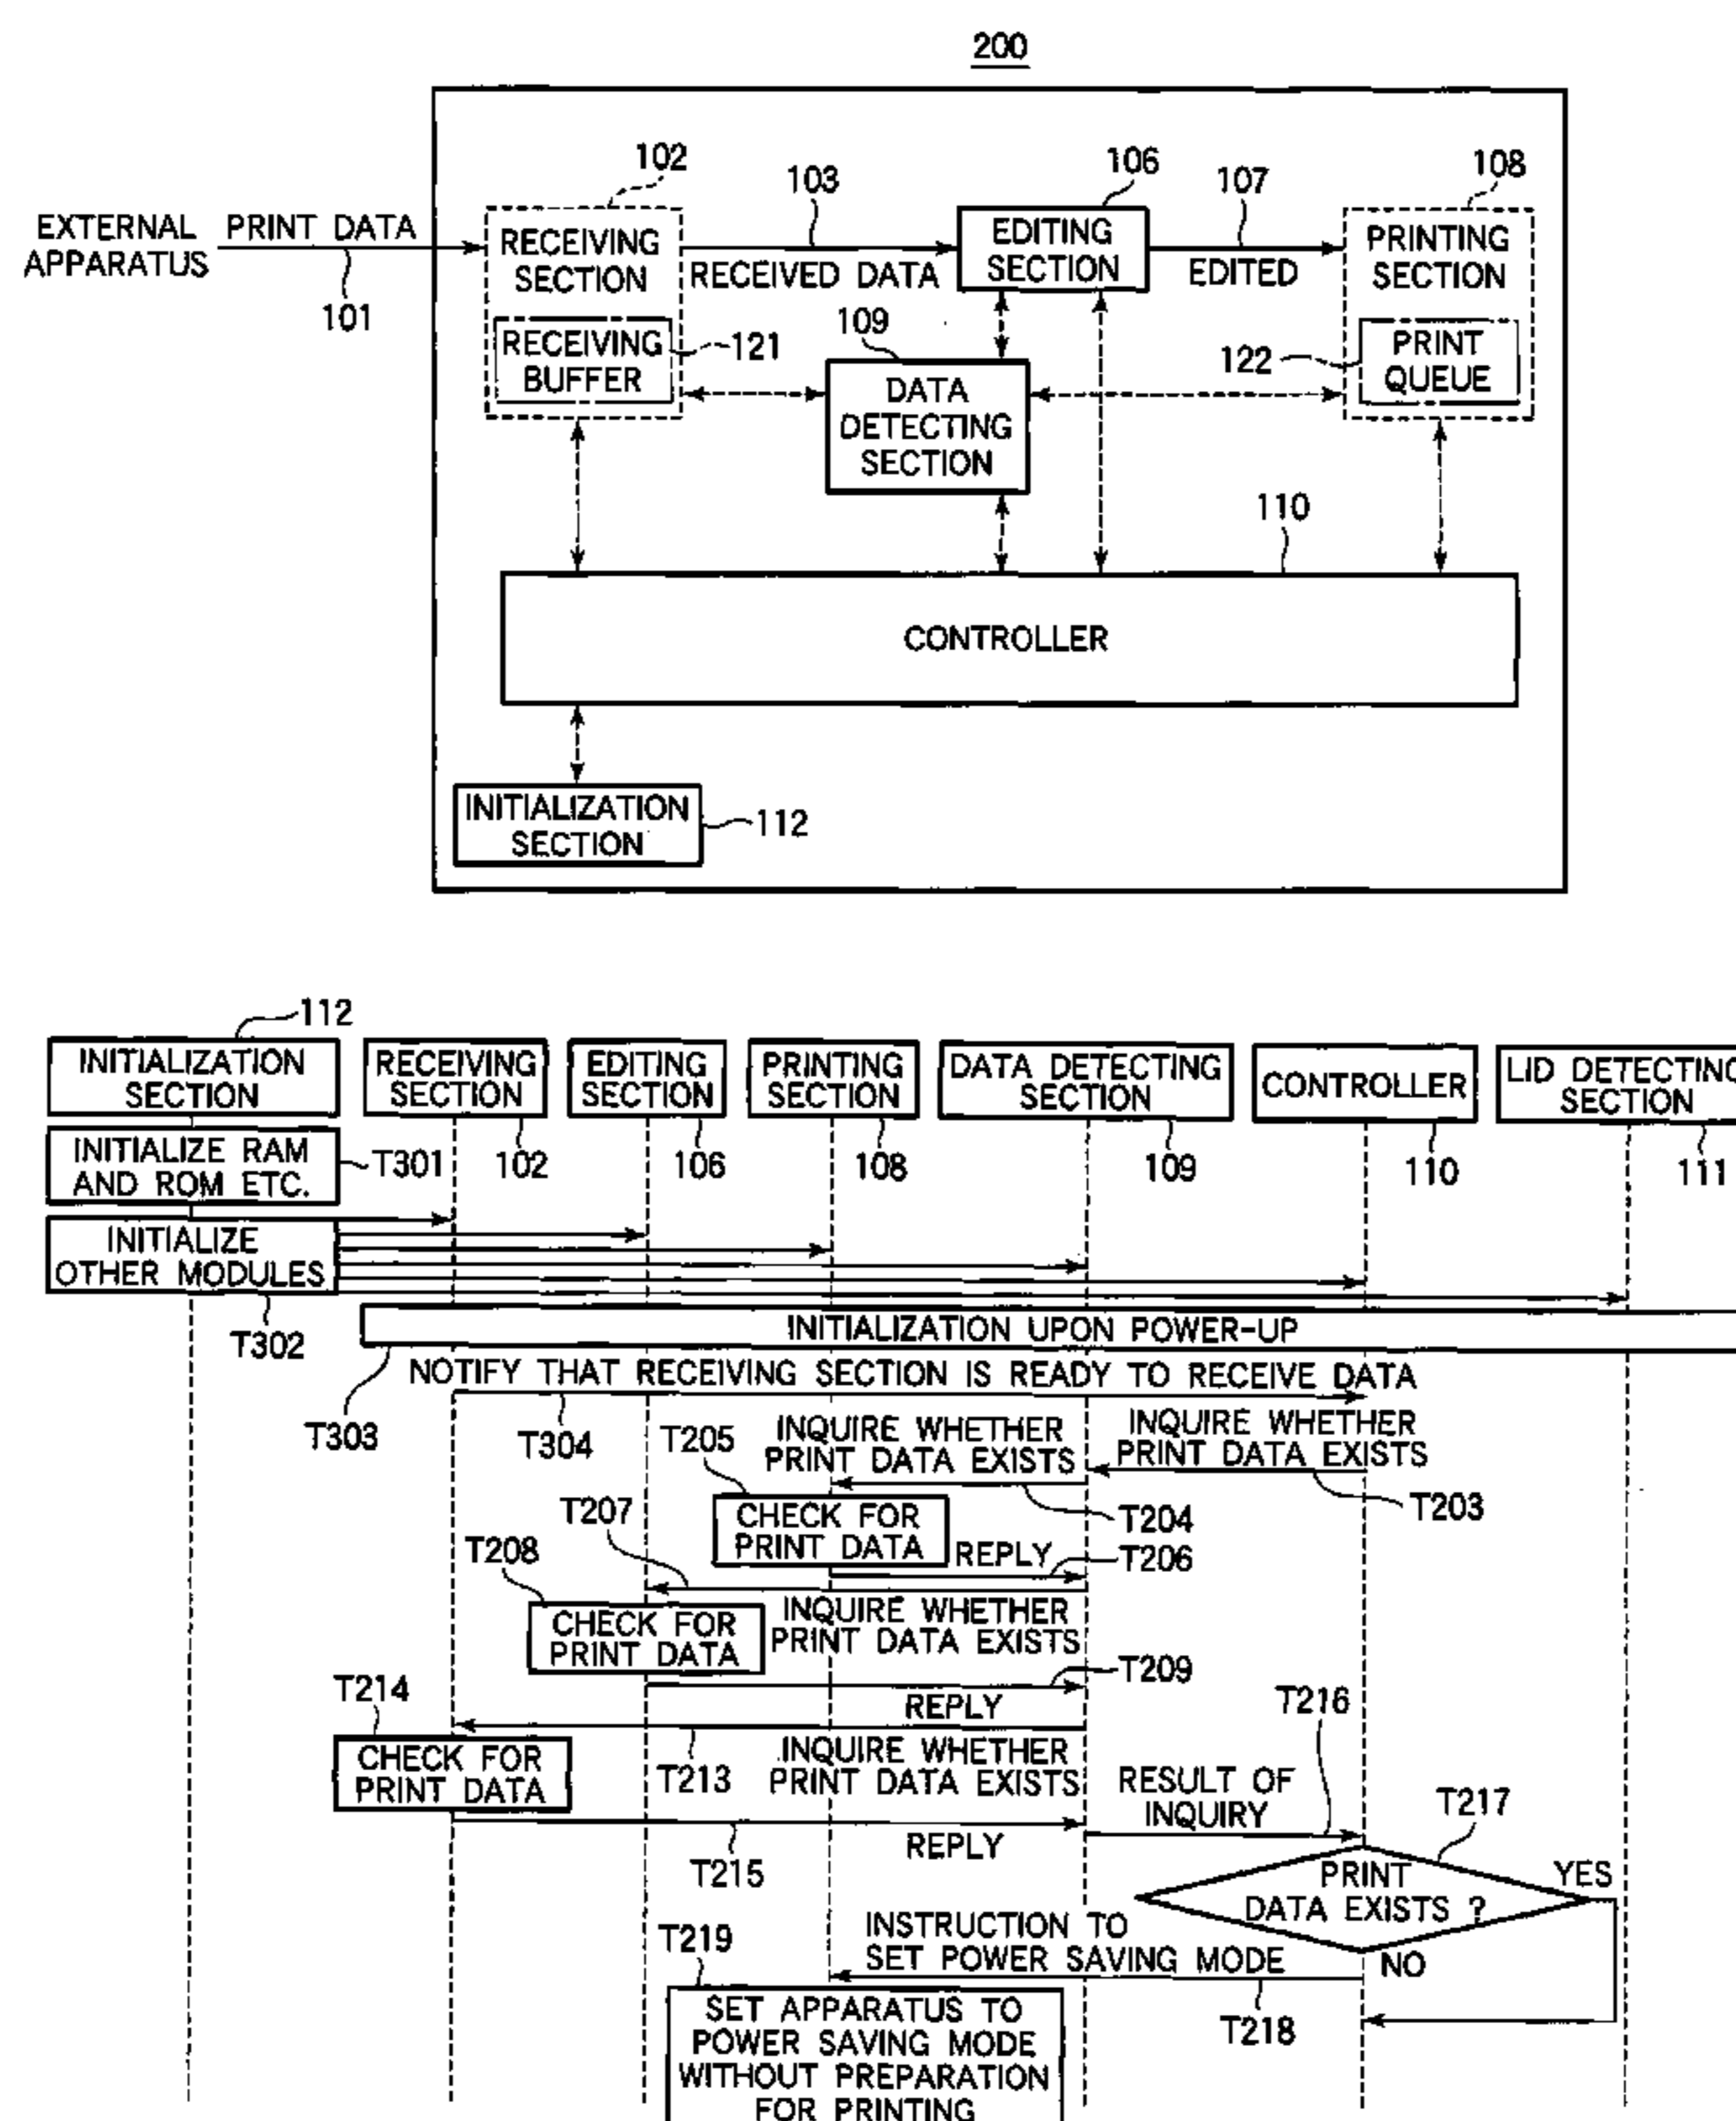 200
102
103
106
107
108
EXTERNAL
APPARATUS
PRINT DATA
101
RECEIVING
SECTION
RECEIVED DATA
EDITING
SECTION
EDITED
PRINTING
SECTION
RECEIVING
BUFFER
121
109
DATA
DETECTING
SECTION
122
PRINT
QUEUE
110
CONTROLLER
INITIALIZATION
SECTION
112
112
INITIALIZATION
SECTION
RECEIVING
SECTION
EDITING
SECTION
PRINTING
SECTION
DATA DETECTING
SECTION
CONTROLLER
LID DETECTING
SECTION
INITIALIZE RAM
AND ROM ETC.
T301
102
106
108
109
110
111
INITIALIZE
OTHER MODULES
T302
INITIALIZATION UPON POWER-UP
T303
NOTIFY THAT RECEIVING SECTION IS READY TO RECEIVE DATA
T304
INQUIRE WHETHER
PRINT DATA EXISTS
T203
INQUIRE WHETHER
PRINT DATA EXISTS
T204
T205
CHECK FOR
PRINT DATA
REPLY
T206
T207
INQUIRE WHETHER
PRINT DATA EXISTS
T208
CHECK FOR
PRINT DATA
T209
REPLY
T213
INQUIRE WHETHER
PRINT DATA EXISTS
T214
CHECK FOR
PRINT DATA
T215
REPLY
RESULT OF
INQUIRY
T216
T217
PRINT
DATA EXISTS ?
YES
NO
INSTRUCTION TO
SET POWER SAVING MODE
T218
T219
SET APPARATUS TO
POWER SAVING MODE
WITHOUT PREPARATION
FOR PRINTING